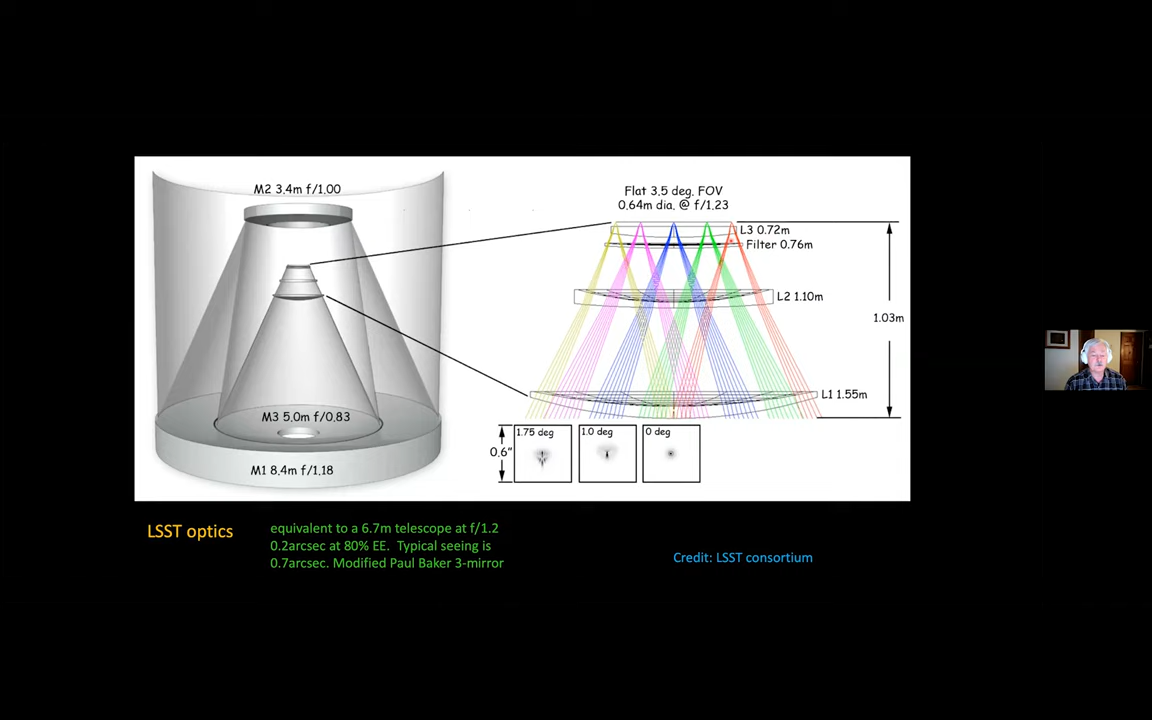 M2 3.4m f/1.00
M3 5.0m f/0.83
M1 8.4m f/1.18
Flat 3.5 deg. FOV
0.64m dia. @ f/1.23
L3 0.72m
Filter 0.76m
L2 1.10m
1.03m
L1 1.55m
0.6"
1.75 deg
1.0 deg
0 deg
LSST optics
equivalent to a 6.7m telescope at f/1.2
0.2arcsec at 80% EE. Typical seeing is
0.7arcsec. Modified Paul Baker 3-mirror
Credit: LSST consortium